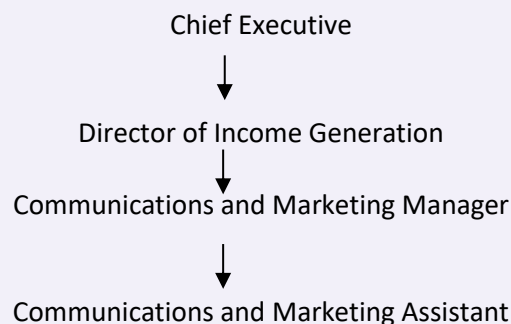 Chief Executive
Director of Income Generation
Communications and Marketing Manager
Communications and Marketing Assistant